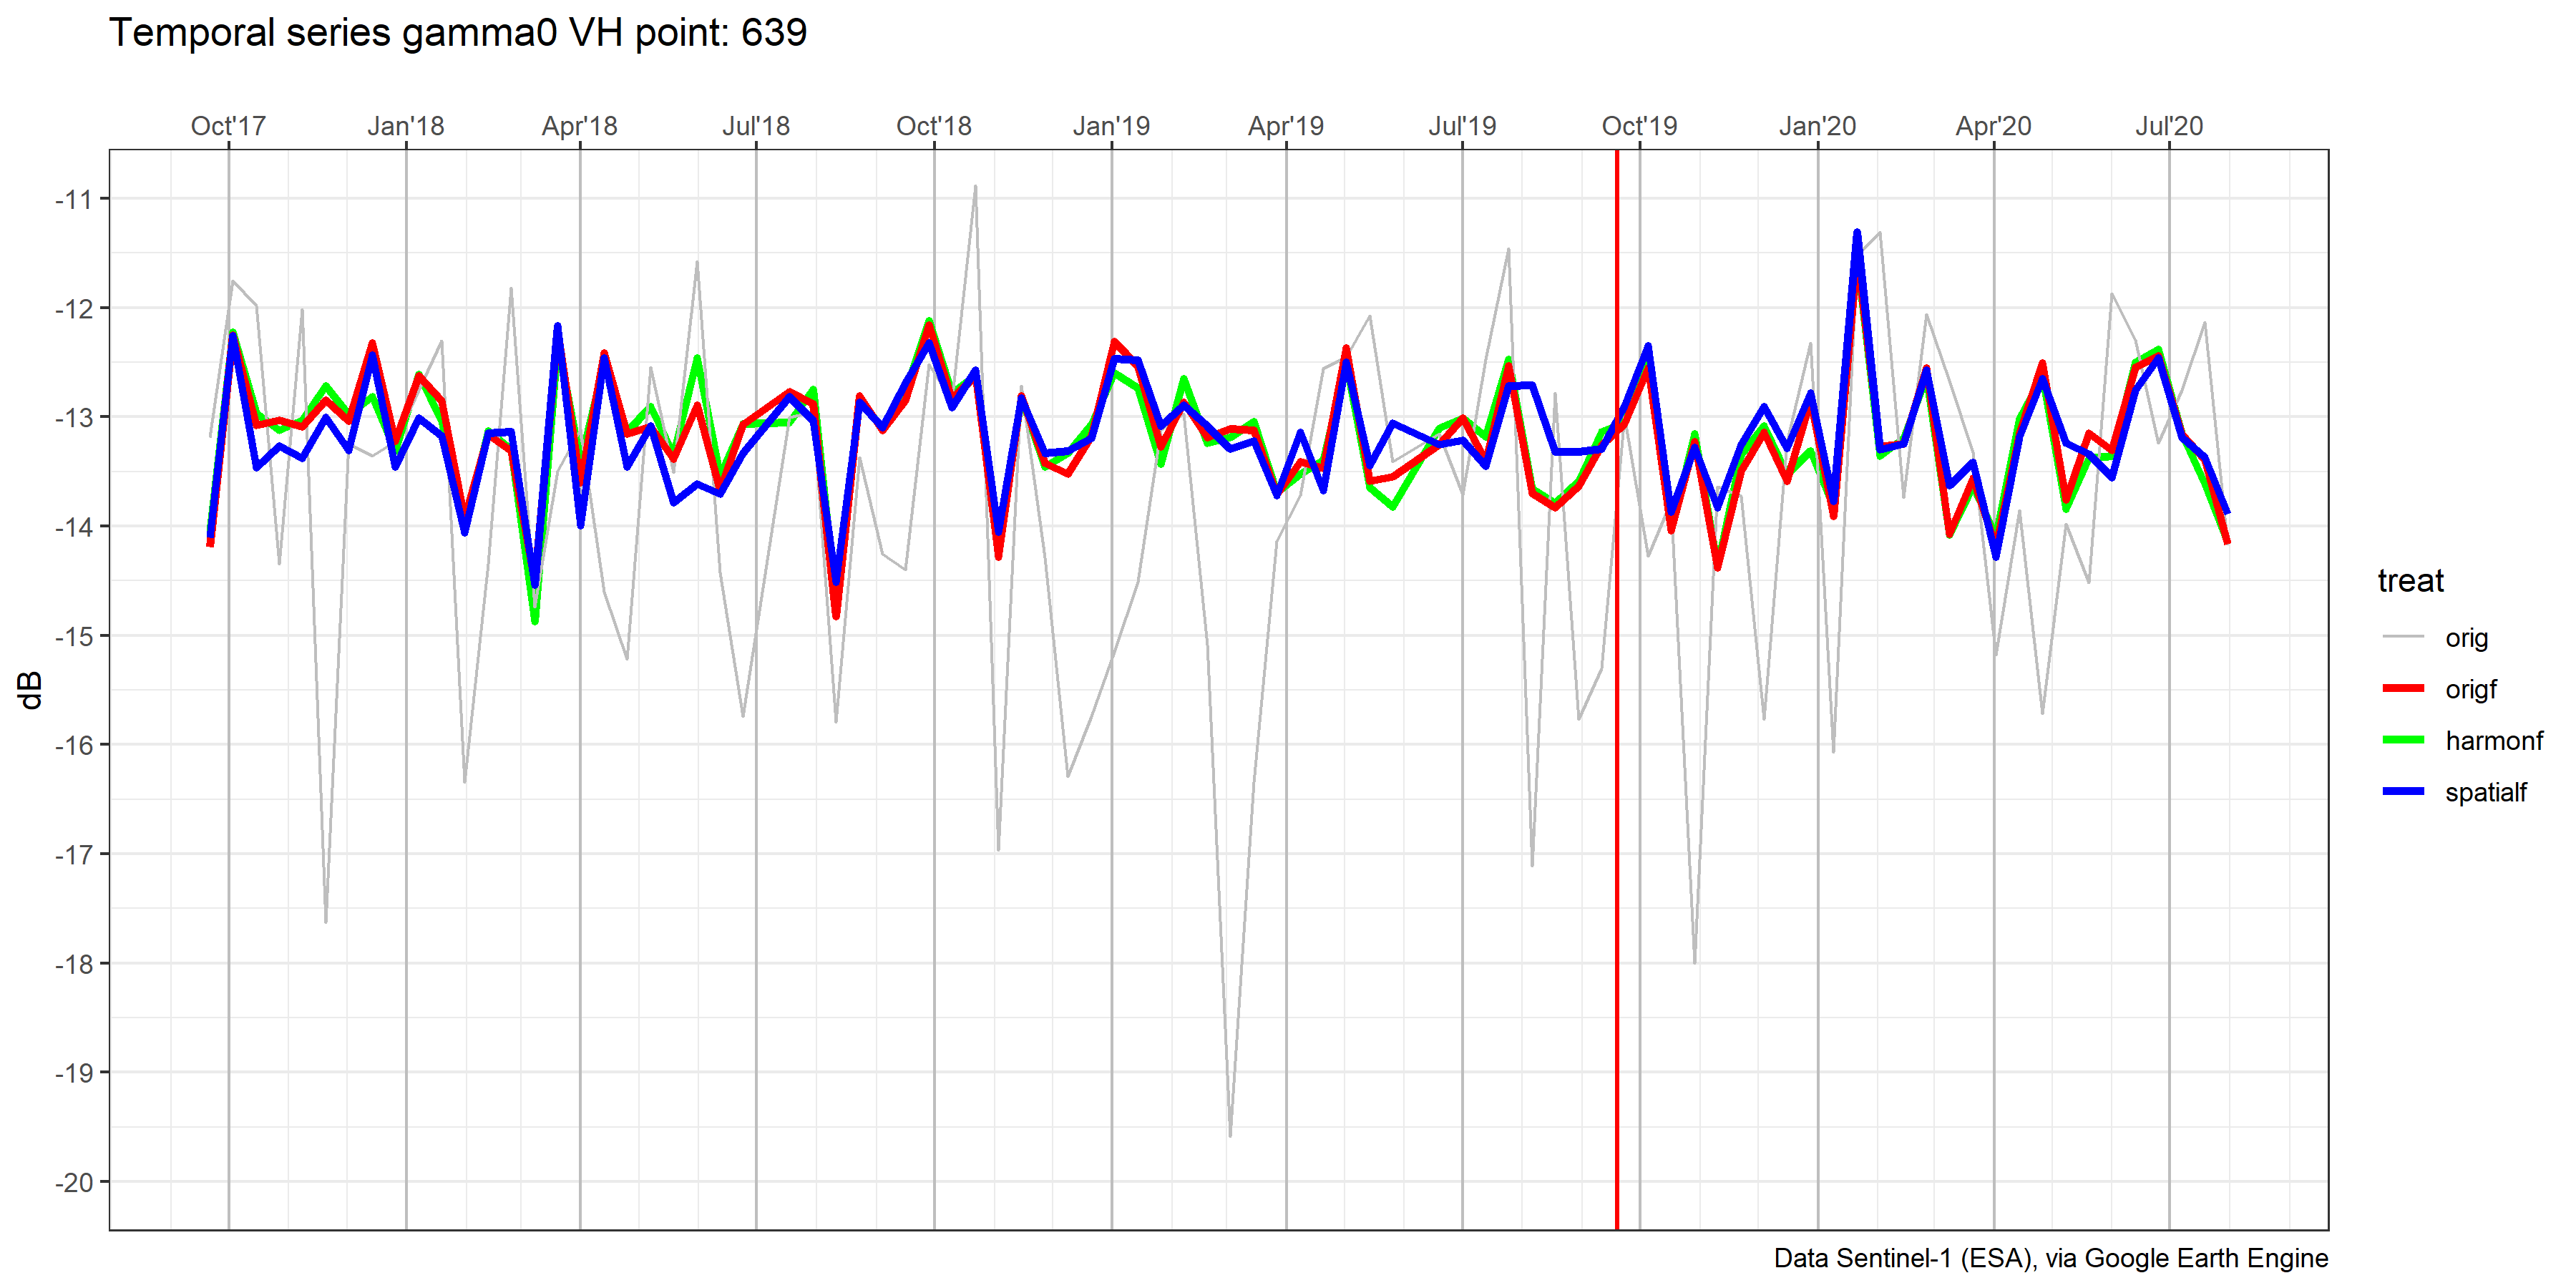 Temporal series gamma0 VH point: 639
Oct'17 Jan'18 Apr'18 Jul'18 Oct'18 Jan'19 Apr'19 Jul'19 Oct'19 Jan'20 Apr'20 Jul'20
-11
-12
-13
-14
-15
-16
-17
-18
-19
-20
dB
treat
orig
origf
harmonf
spatialf
Data Sentinel-1 (ESA), via Google Earth Engine